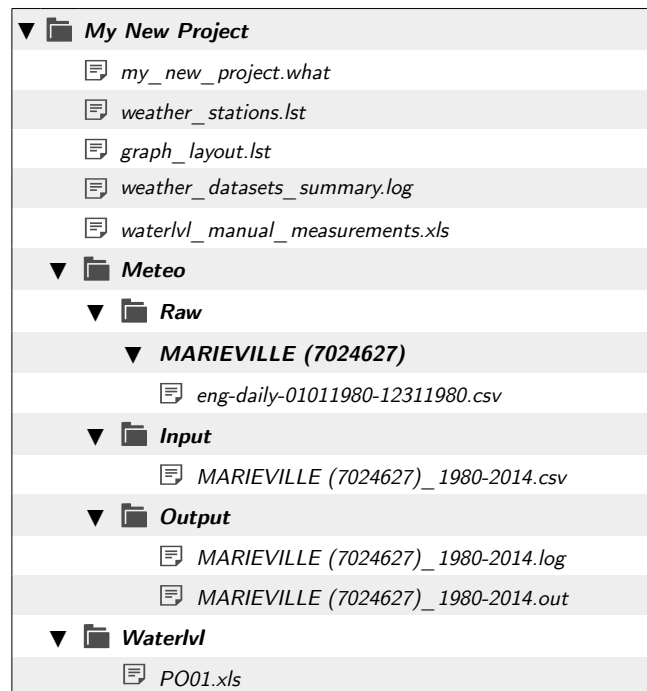 My New Project
my_new_project.what
weather_stations.lst
graph_layout.lst
weather_datasets_summary.log
waterlvl_manual_measurements.xls
Meteo
Raw
MARIEVILLE (7024627)
eng-daily-01011980-12311980.csv
Input
MARIEVILLE (7024627)_1980-2014.csv
Output
MARIEVILLE (7024627)_1980-2014.log
MARIEVILLE (7024627)_1980-2014.out
Waterlvl
PO01.xls